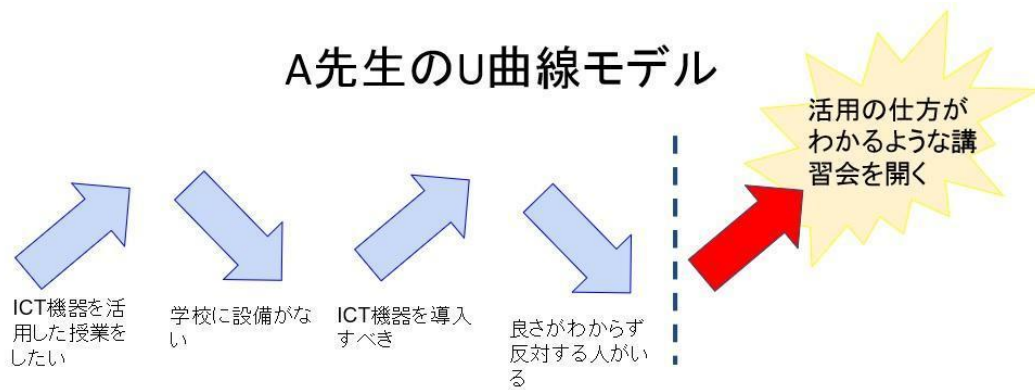 A先生のU曲線モデル
活用の仕方が
わかるような講
習会を開く
ICT機器を活
用した授業を
したい
学校に設備がな
い
ICT機器を導入
すべき
良さがわからず
反対する人がい
る